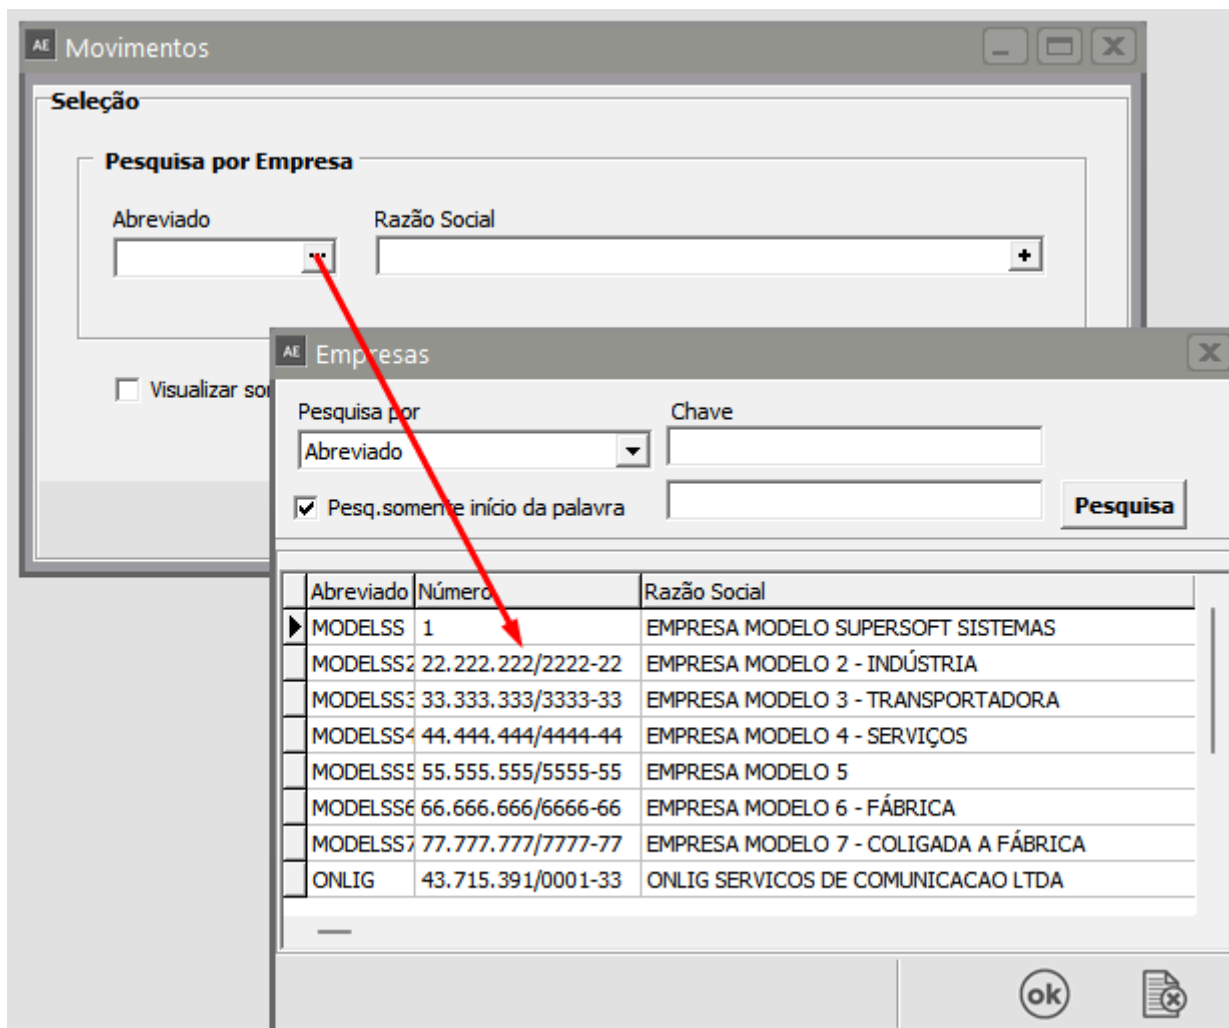 AE Movimentos
Seleção
Pesquisa por Empresa
Abreviado Razão Social
... +
AE Empresas
Visualizar
Pesquisa por Chave
Abreviado
Pesq.somente início da palavra Pesquisa
Abreviado Número Razão Social
MODELSS 1 EMPRESA MODELO SUPERSOFT SISTEMAS
MODELSS2 22.222.222/2222-22 EMPRESA MODELO 2 - INDÚSTRIA
MODELSS3 33.333.333/3333-33 EMPRESA MODELO 3 - TRANSPORTADORA
MODELSS4 44.444.444/4444-44 EMPRESA MODELO 4 - SERVIÇOS
MODELSS5 55.555.555/5555-55 EMPRESA MODELO 5
MODELSS6 66.666.666/6666-66 EMPRESA MODELO 6 - FÁBRICA
MODELSS7 77.777.777/7777-77 EMPRESA MODELO 7 - COLIGADA A FÁBRICA
ONLIG 43.715.391/0001-33 ONLIG SERVICOS DE COMUNICACAO LTDA
ok